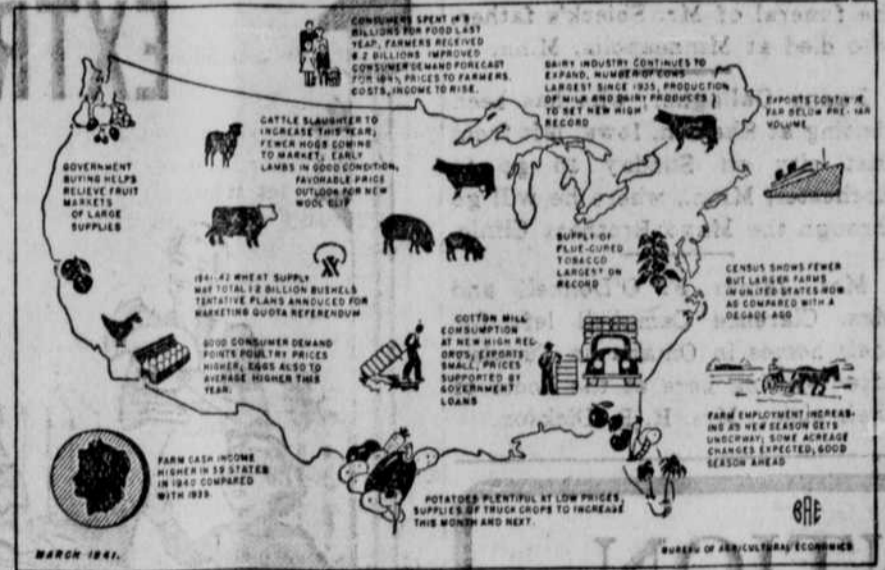 CONSUMERS SPENT
BILLIONS FOR FOOD LAST
YEAR, FARMERS RECEIVED
BILLIONS IMPROVED
CONSUMER DEMAND FORECAST
FOR 1941, PRICES TO FARMERS,
COSTS, INCOME TO RISE.
DAIRY INDUSTRY CONTINUES TO
EXPAND, NUMBER OF COWS
LARGEST SINCE 1935, PRODUCTION
OF MILK AND DAIRY PRODUCES
TO SET NEW HIGH
RECORD
EXPORTS CONTINUE
FAR BELOW PRE-WAR
VOLUME.
CATTLE SLAUGHTER TO
INCREASE THIS YEAR;
FEWER HOGS COMING
TO MARKET; EARLY
LAMBS IN GOOD CONDITION,
FAVORABLE PRICE
OUTLOOK FOR NEW
WOOL CLIP
GOVERNMENT
BUYING HELPS
RELIEVE FRUIT
MARKETS
OF LARGE
SUPPLIES
SUPPLY OF
FLUE-CURED
TOBACCO
LARGEST ON
RECORD
CENSUS SHOWS FEWER
BUT LARGER FARMS
IN UNITED STATES NOW
AS COMPARED WITH A
DECADE AGO
1941-42 WHEAT SUPPLY
MAY TOTAL 1.2 BILLION BUSHELS
TENTATIVE PLANS ANNOUCED FOR
MARKETING QUOTA REFERENDUM
GOOD CONSUMER DEMAND
POINTS POULTRY PRICES
HIGHER; EGGS ALSO TO
AVERAGE HIGHER THIS
YEAR.
COTTON MILL
COMSUMPTION
AT NEW HIGH REC-
ORDS; EXPORTS
SMALL, PRICES
SUPPORTED BY
GOVERNMENT
LOANS
FARM EMPLOYMENT INCREAS-
ING AS NEW SEASON GETS
UNDERWAY; SOME ACREAGE
CHANGES EXPECTED, GOOD
SEASON AHEAD
FARM CASH INCOME
HIGHER IN 39 STATES
IN 1940 COMPARED
WITH 1939.
POTATOES PLENTIFUL AT LOW PRICES,
SUPPLIES OF TRUCK CROPS TO INCREASE
THIS MONTH AND NEXT.
BAE
MARCH 1941.
BUREAU OF AGRICULTURAL ECONOMICS